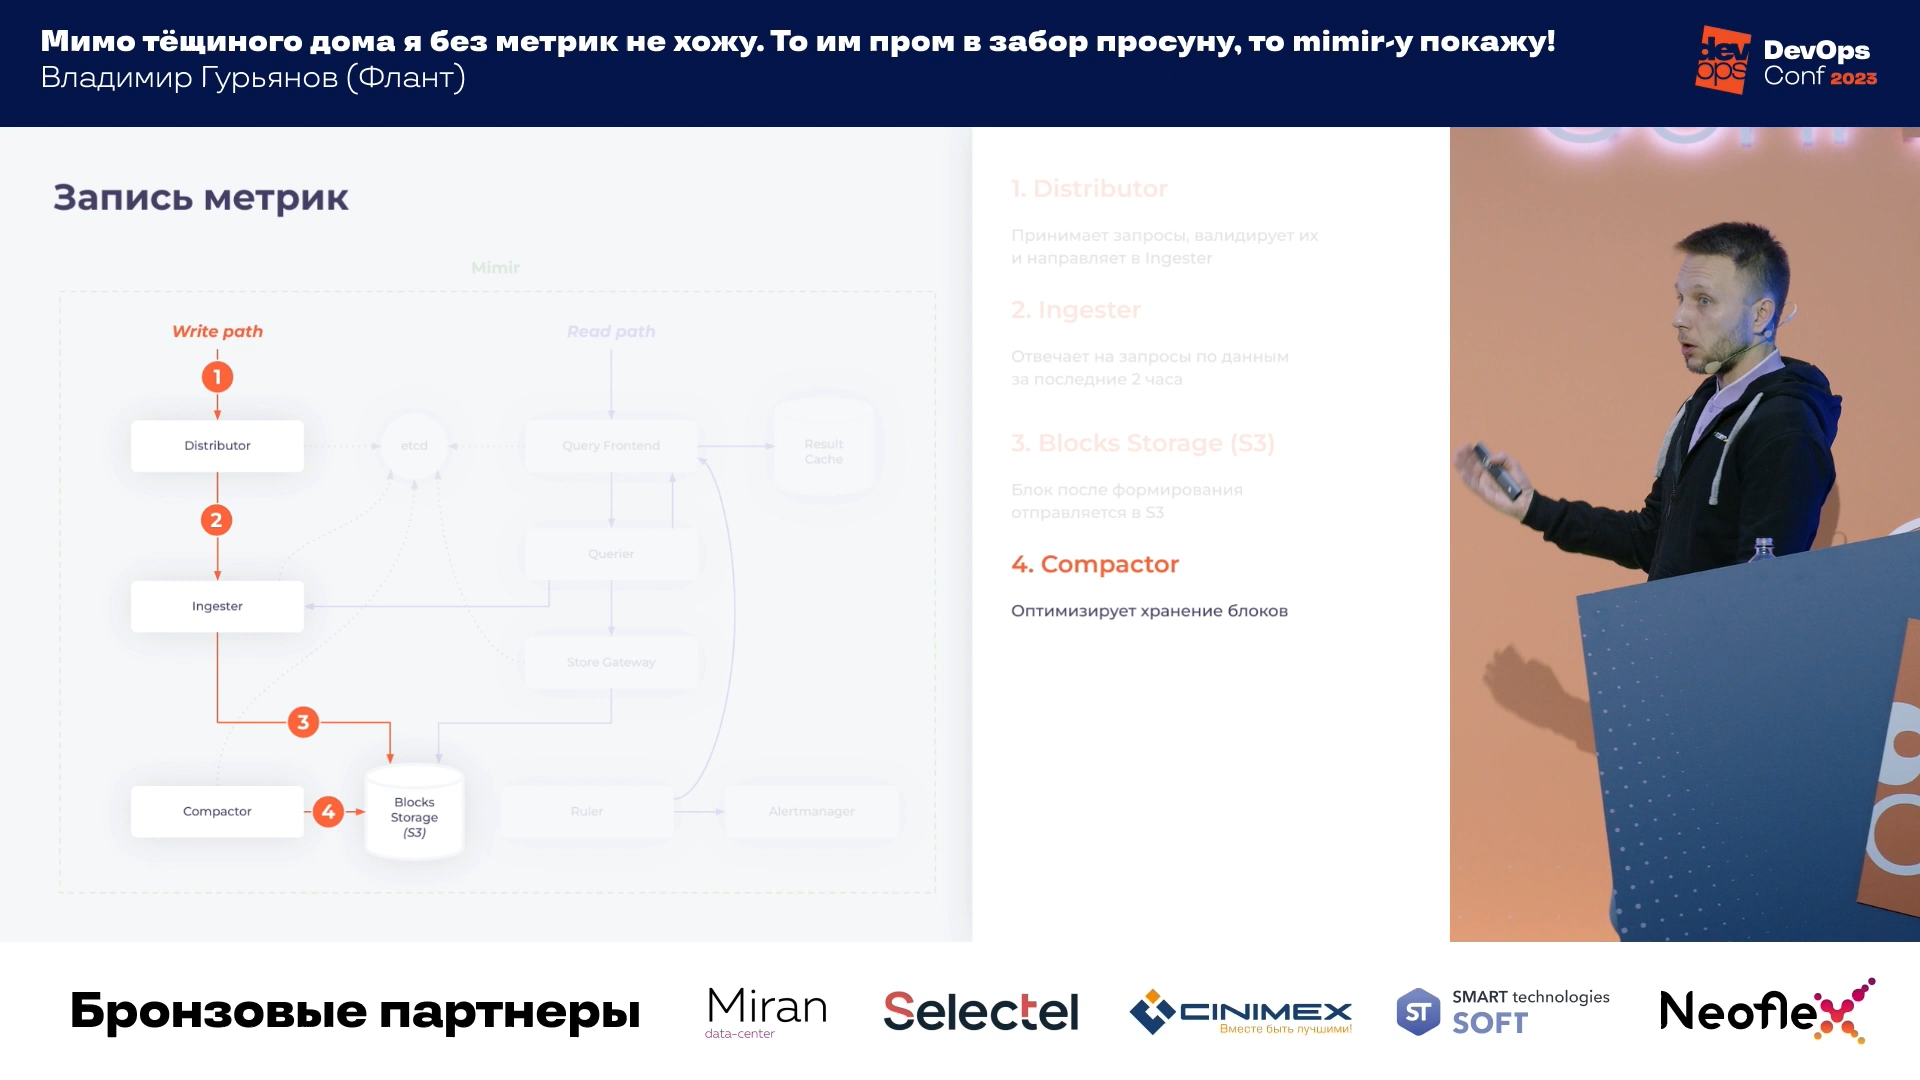 Мимо тёщиного дома я без метрик не хожу. То им пром в забор просуну, то mimir-у покажу!
Владимир Гурьянов (Флант)
dev
ops
DevOps
Conf 2023
Запись метрик
Mimir
Write path
Read path
1
Distributor
etcd
Query Frontend
Result
Cache
2
Querier
Ingester
Store Gateway
3
Compactor
4
Blocks
Storage
(S3)
Ruler
Alertmanager
1. Distributor
Принимает запросы, валидирует их
и направляет в Ingester
2. Ingester
Отвечает на запросы по данным
за последние 2 часа
3. Blocks Storage (S3)
Блок после формирования
отправляется в S3
4. Compactor
Оптимизирует хранение блоков
Бронзовые партнеры
Miran
data-center
Selectel
CINIMEX
Вместе быть лучшими!
ST
SMART technologies
SOFT
Neoflex